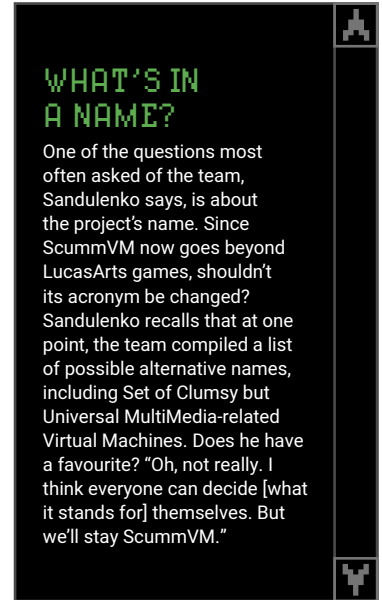 WHAT'S IN
A NAME?
One of the questions most
often asked of the team,
Sandulenko says, is about
the project’s name. Since
ScummVM now goes beyond
LucasArts games, shouldn’t
its acronym be changed?
Sandulenko recalls that at one
point, the team compiled a list
of possible alternative names,
including Set of Clumsy but
Universal MultiMedia-related
Virtual Machines. Does he have
a favourite? “Oh, not really. I
think everyone can decide [what
it stands for] themselves. But
we’ll stay ScummVM.”